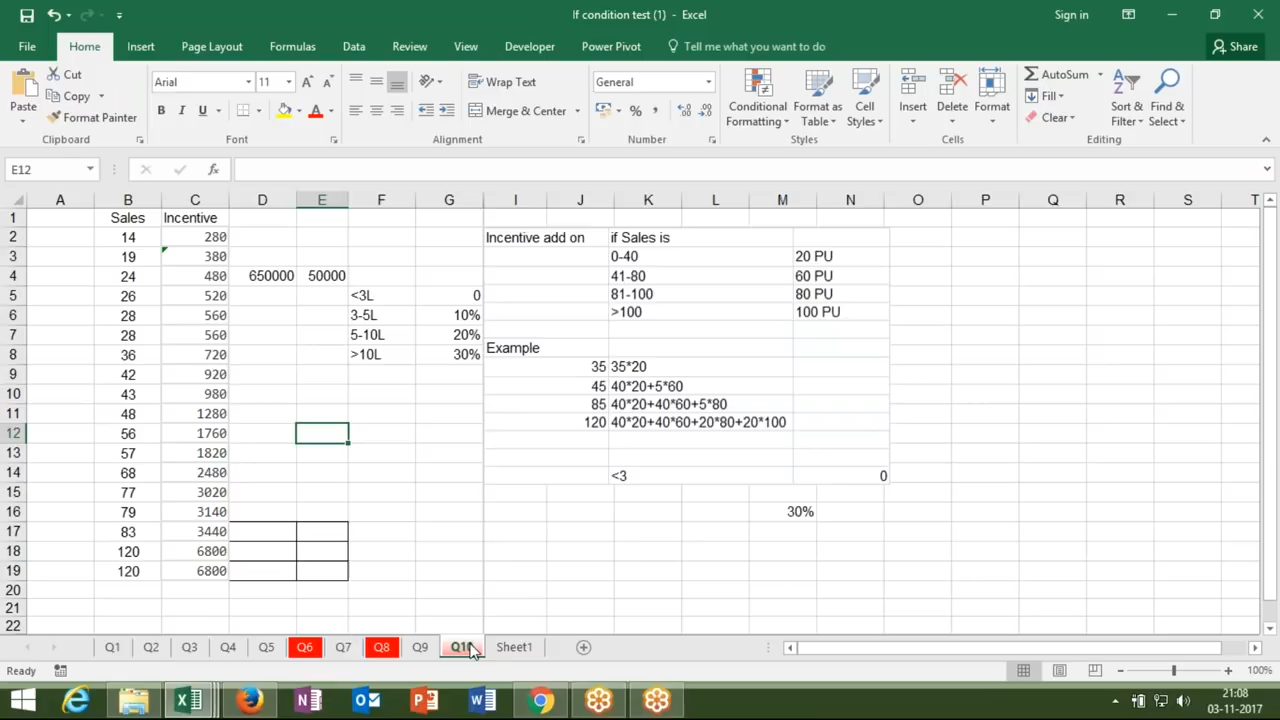 If condition test (1) - Excel
Sign in
File Home Insert Page Layout Formulas Data Review View Developer Power Pivot Tell me what you want to do Share
Paste Cut Copy Format Painter Clipboard
Arial 11 B I U A Font
Wrap Text Merge & Center Alignment
General % , Number
Conditional Formatting Format as Table Cell Styles Styles
Insert Delete Format Cells
AutoSum Fill Clear Sort & Filter Find & Select Editing
E12 fx
A B C D E F G I J K L M N O P Q R S T
1 Sales Incentive
2 14 280 Incentive add on if Sales is
3 19 380 0-40 20 PU
4 24 480 650000 50000 41-80 60 PU
5 26 520 <3L 0 81-100 80 PU
6 28 560 3-5L 10% >100 100 PU
7 28 560 5-10L 20%
8 36 720 >10L 30% Example
9 42 920 35 35*20
10 43 980 45 40*20+5*60
11 48 1280 85 40*20+40*60+5*80
12 56 1760 120 40*20+40*60+20*80+20*100
13 57 1820
14 68 2480 <3 0
15 77 3020
16 79 3140 30%
17 83 3440
18 120 6800
19 120 6800
20
21
22
Q1 Q2 Q3 Q4 Q5 Q6 Q7 Q8 Q9 Q10 Sheet1
Ready 100%
21:08
03-11-2017